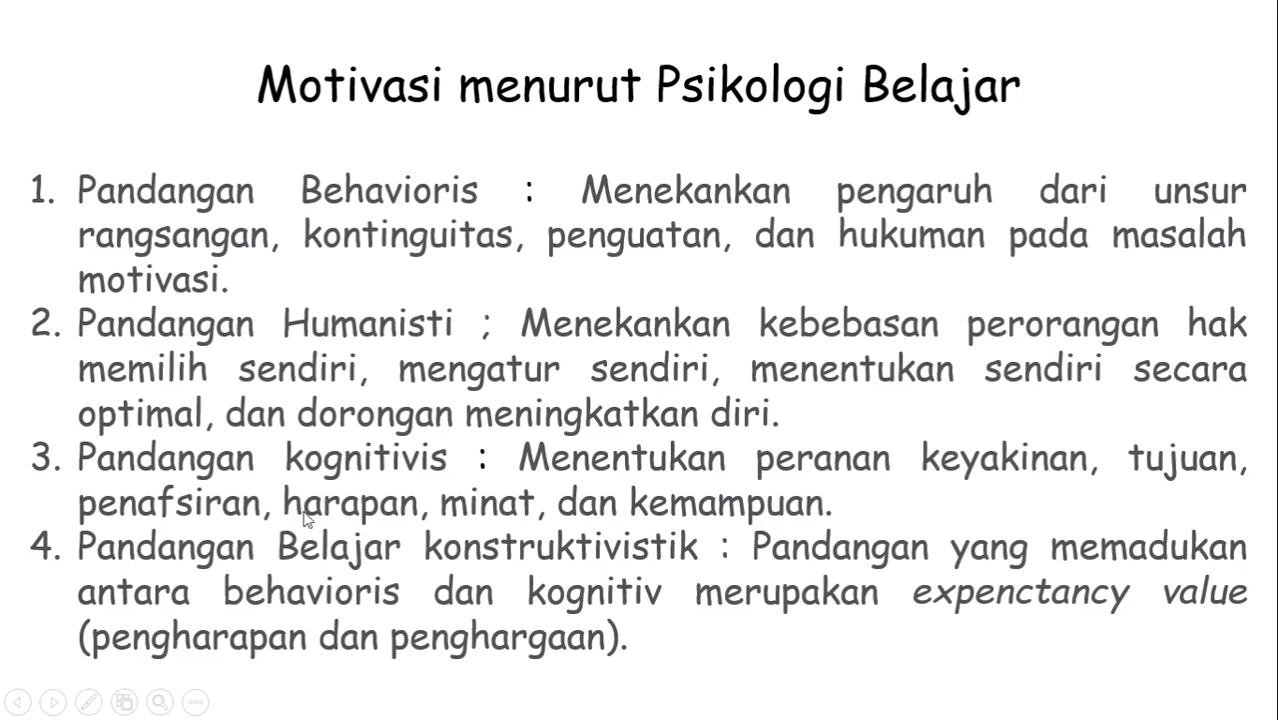 Motivasi menurut Psikologi Belajar
1. Pandangan Behavioris : Menekankan pengaruh dari unsur
rangsangan, kontinguitas, penguatan, dan hukuman pada masalah
motivasi.
2. Pandangan Humanisti ; Menekankan kebebasan perorangan hak
memilih sendiri, mengatur sendiri, menentukan sendiri secara
optimal, dan dorongan meningkatkan diri.
3. Pandangan kognitivis : Menentukan peranan keyakinan, tujuan,
penafsiran, harapan, minat, dan kemampuan.
4. Pandangan Belajar konstruktivistik : Pandangan yang memadukan
antara behavioris dan kognitiv merupakan expenctancy value
(pengharapan dan penghargaan).